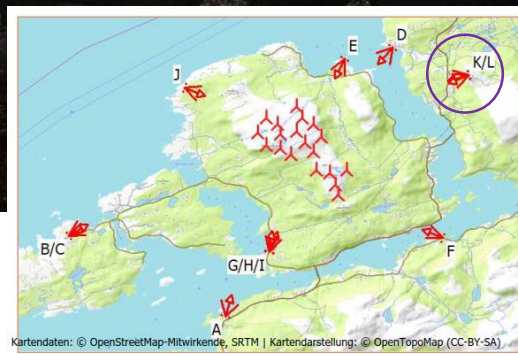 D
E
K/L
J
B/C
G/H/I
F
A
Kartendaten: © OpenStreetMap-Mitwirkende, SRTM | Kartendarstellung: © OpenTopoMap (CC-BY-SA)